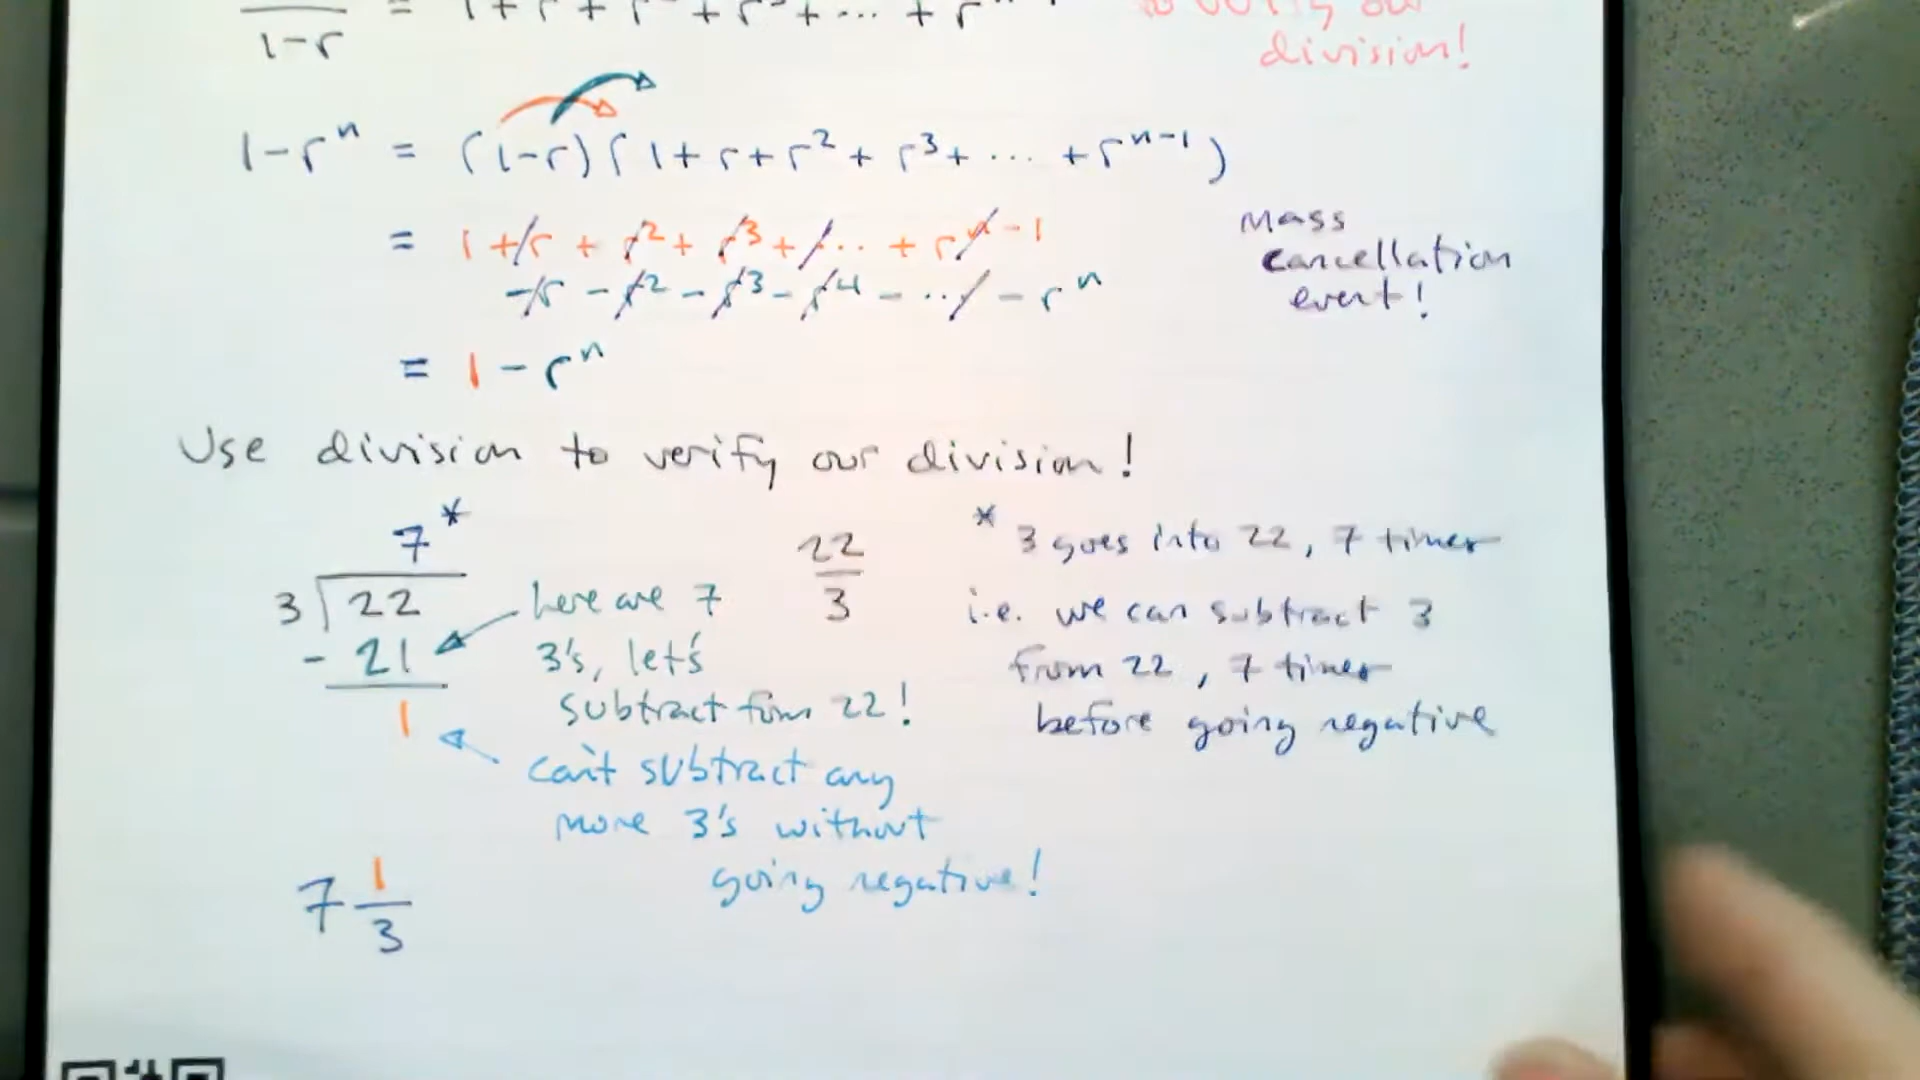 1-r = 1 + r + r + r + ... + r
division!
1-rⁿ = (1-r)(1+r+r²+r³+...+rⁿ⁻¹)
= 1 + r + r² + r³ + ... + rⁿ⁻¹
-r - r² - r³ - r⁴ - ... - rⁿ
Mass
cancellation
event!
= 1 - rⁿ
Use division to verify our division!
7*
3 22
- 21
1
here are 7
3's, let's
subtract from 22!
can't subtract any
more 3's without
going negative!
7 1/3
22
3
* 3 goes into 22, 7 times
i.e. we can subtract 3
from 22, 7 times
before going negative